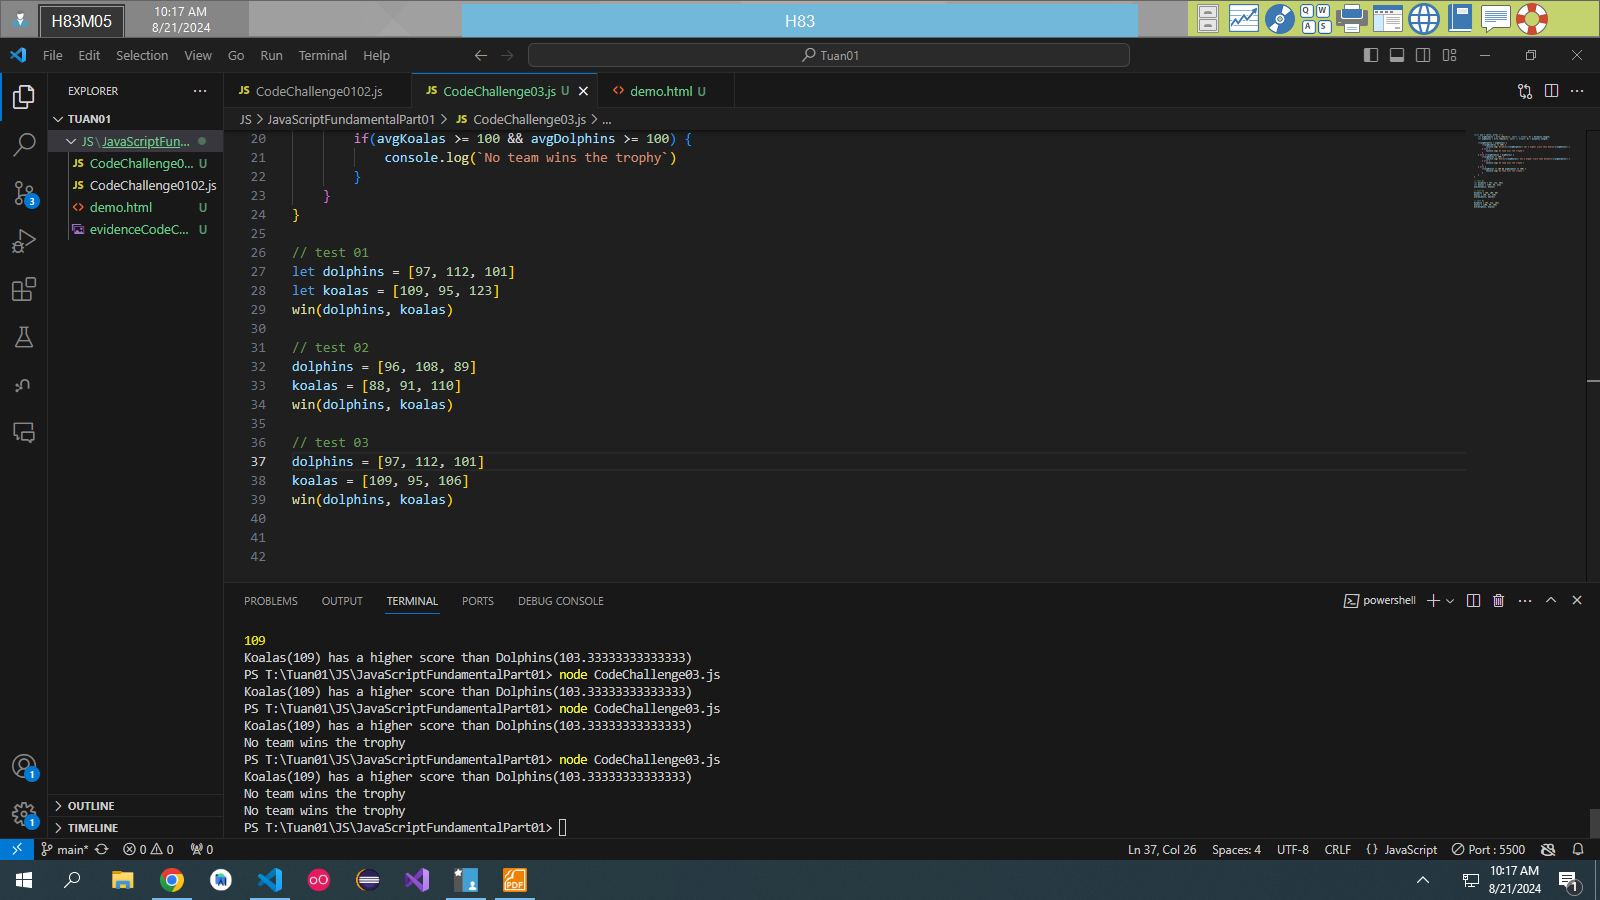 H83M05
10:17 AM
8/21/2024
H83
Q W
A S
File Edit Selection View Go Run Terminal Help
Tuan01
EXPLORER
JS CodeChallenge0102.js
JS CodeChallenge03.js U
<> demo.html U
JS > JavaScriptFundamentalPart01 > JS CodeChallenge03.js > ...
TUAN01
JS\JavaScriptFun...
JS CodeChallenge0... U
JS CodeChallenge0102.js
<> demo.html U
evidenceCodeC... U
3
20 if(avgKoalas >= 100 && avgDolphins >= 100) {
21 console.log(`No team wins the trophy`)
22 }
23 }
24 }
25
26 // test 01
27 let dolphins = [97, 112, 101]
28 let koalas = [109, 95, 123]
29 win(dolphins, koalas)
30
31 // test 02
32 dolphins = [96, 108, 89]
33 koalas = [88, 91, 110]
34 win(dolphins, koalas)
35
36 // test 03
37 dolphins = [97, 112, 101]
38 koalas = [109, 95, 106]
39 win(dolphins, koalas)
40
41
42
PROBLEMS OUTPUT TERMINAL PORTS DEBUG CONSOLE
powershell
109
Koalas(109) has a higher score than Dolphins(103.33333333333333)
PS T:\Tuan01\JS\JavaScriptFundamentalPart01> node CodeChallenge03.js
Koalas(109) has a higher score than Dolphins(103.33333333333333)
PS T:\Tuan01\JS\JavaScriptFundamentalPart01> node CodeChallenge03.js
Koalas(109) has a higher score than Dolphins(103.33333333333333)
No team wins the trophy
PS T:\Tuan01\JS\JavaScriptFundamentalPart01> node CodeChallenge03.js
Koalas(109) has a higher score than Dolphins(103.33333333333333)
No team wins the trophy
No team wins the trophy
PS T:\Tuan01\JS\JavaScriptFundamentalPart01>
1
1
OUTLINE
TIMELINE
main* 0 0 0
Ln 37, Col 26 Spaces: 4 UTF-8 CRLF {} JavaScript Port : 5500
PDF
10:17 AM
8/21/2024
1